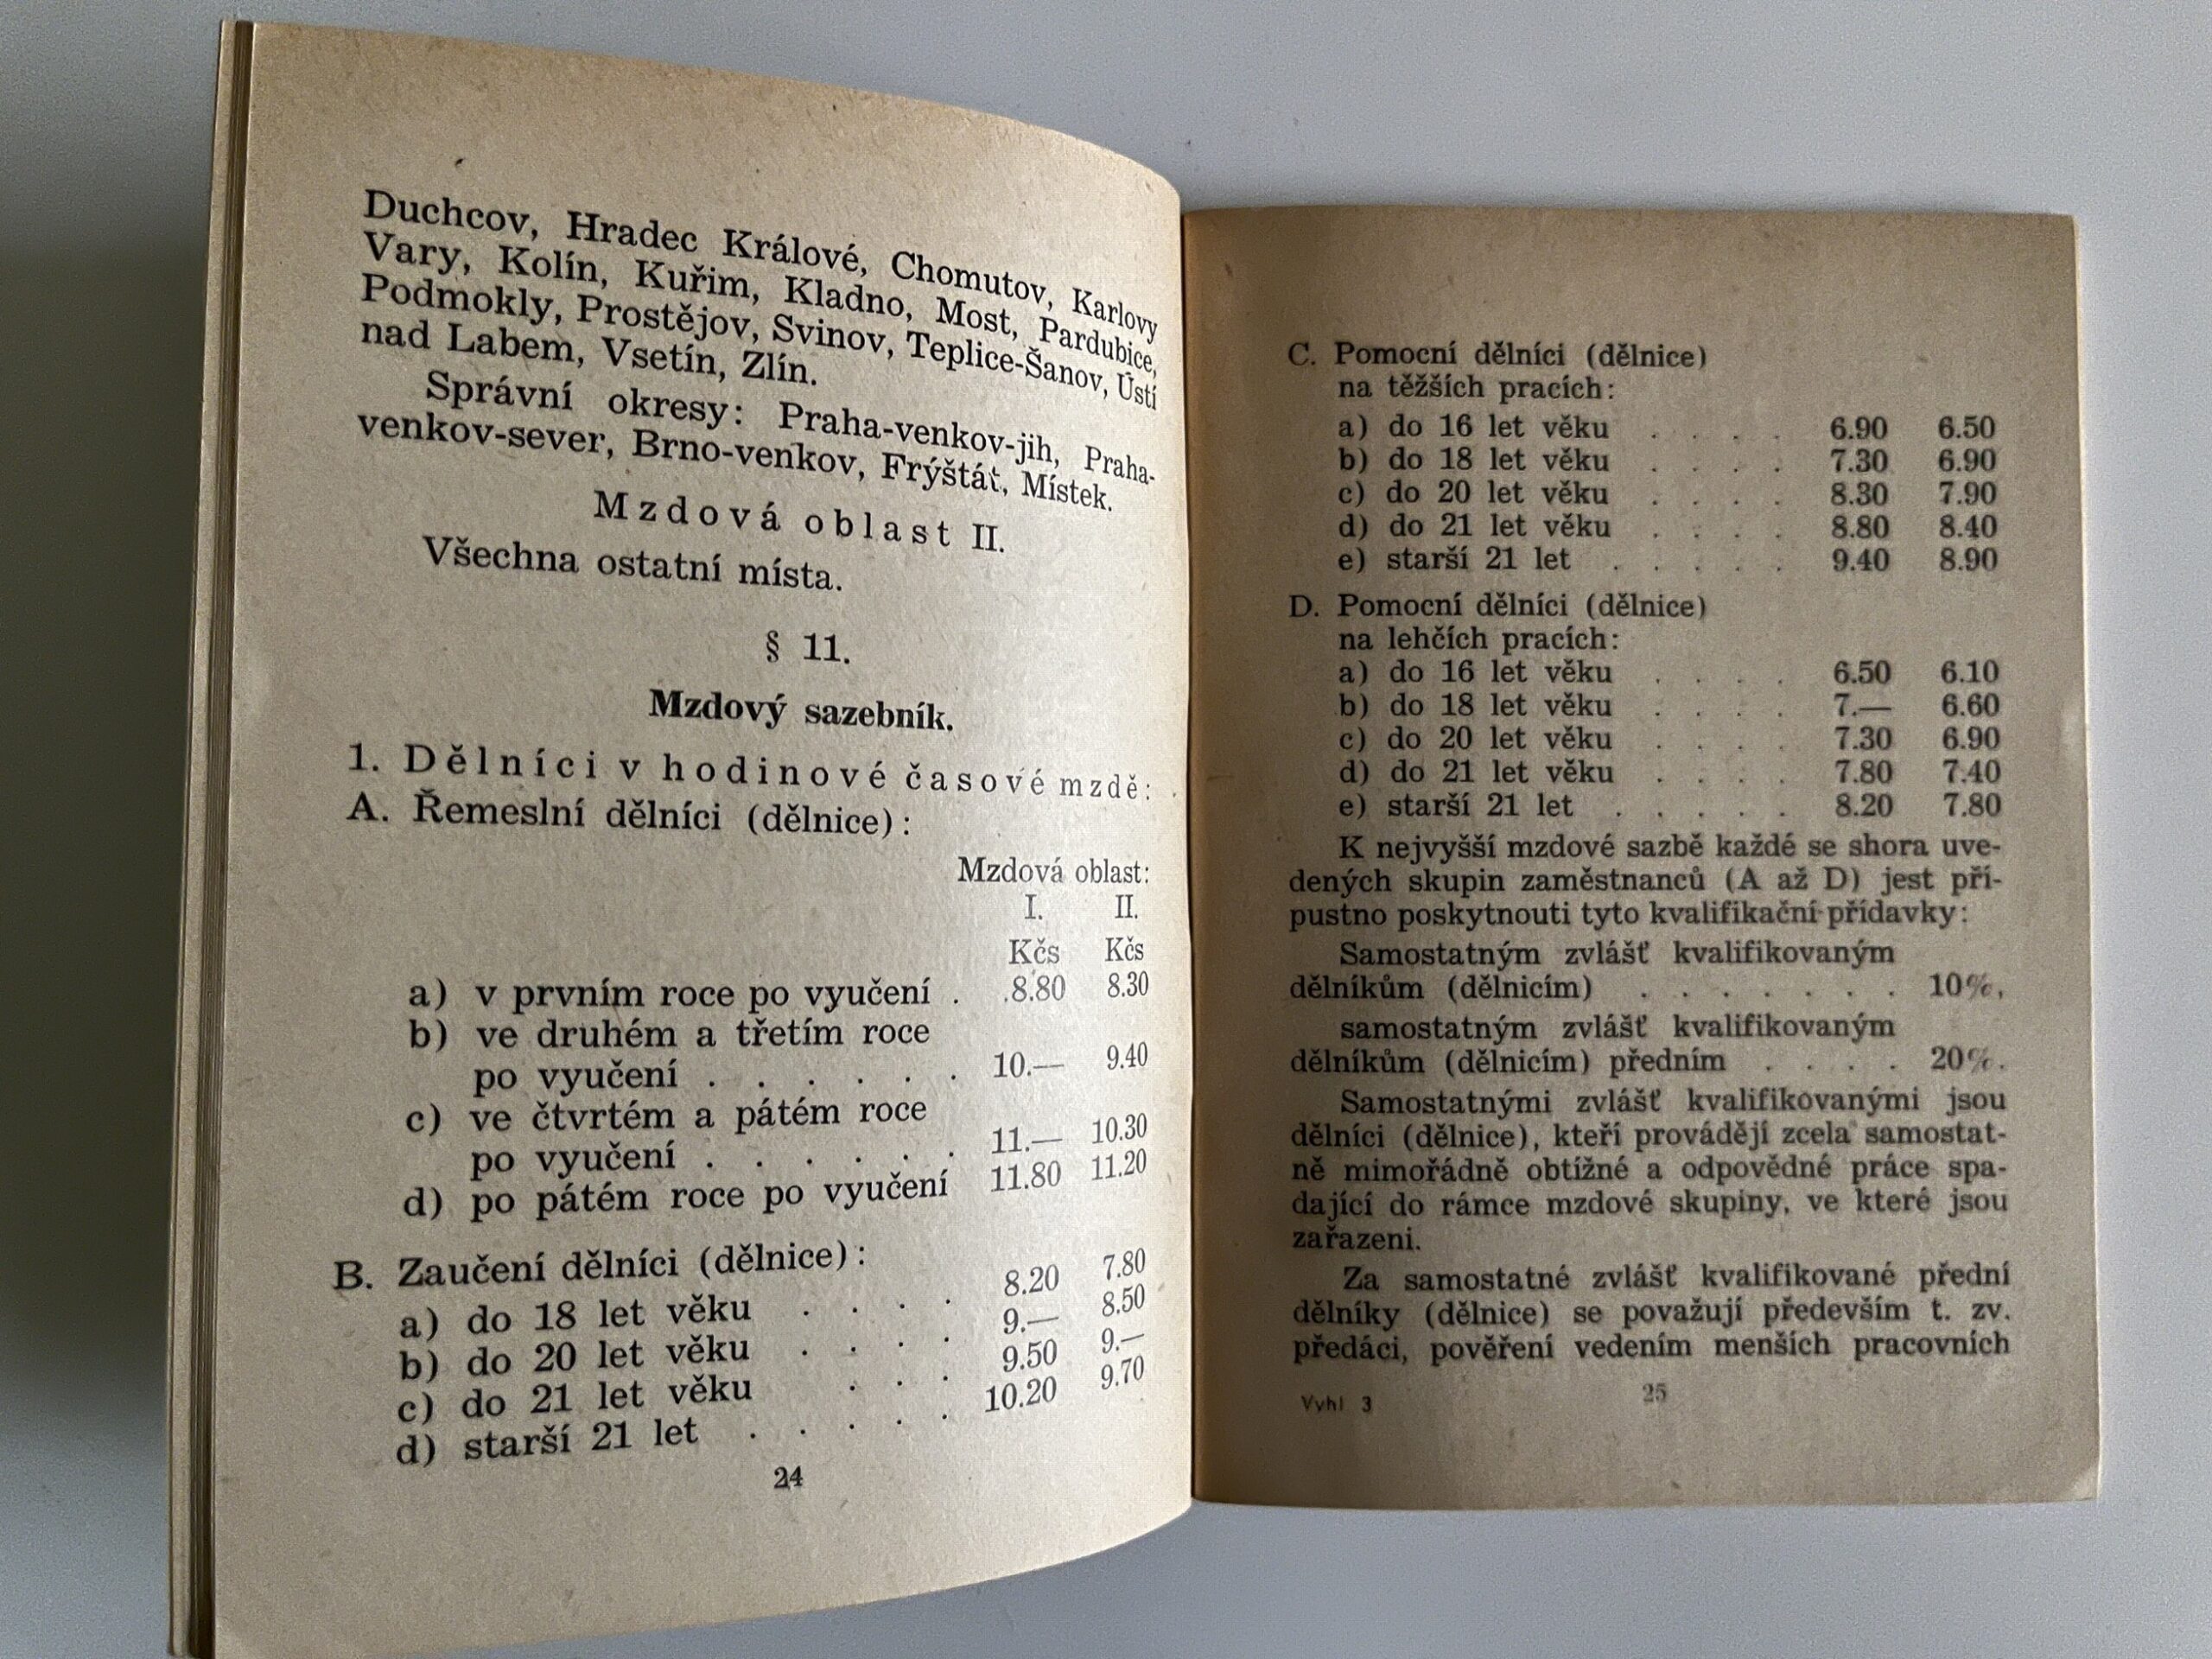 Duchcov, Hradec Králové, Chomutov, Karlovy
Vary, Kolín, Kuřim, Kladno, Most, Pardubice,
Podmokly, Prostějov, Svinov, Teplice-Šanov, Ústí
nad Labem, Vsetín, Zlín.
Správní okresy: Praha-venkov-jih, Praha-
venkov-sever, Brno-venkov, Frýštát, Místek.
Mzdová oblast II.
Všechna ostatní místa.
§ 11.
Mzdový sazebník.
1. Dělníci v hodinové časové mzdě:
A. Řemeslní dělníci (dělnice):
Mzdová oblast:
I. II.
Kčs Kčs
a) v prvním roce po vyučení . 8.80 8.30
b) ve druhém a třetím roce
po vyučení . . . . . . 10.— 9.40
c) ve čtvrtém a pátém roce
po vyučení . . . . . . 11.— 10.30
d) po pátém roce po vyučení 11.80 11.20
B. Zaučení dělníci (dělnice):
a) do 18 let věku . . . . 8.20 7.80
b) do 20 let věku . . . . 9.— 8.50
c) do 21 let věku . . . 9.50 9.—
d) starší 21 let . . . . . 10.20 9.70
24
C. Pomocní dělníci (dělnice)
na těžších pracích:
a) do 16 let věku . . . . 6.90 6.50
b) do 18 let věku . . . . 7.30 6.90
c) do 20 let věku . . . . 8.30 7.90
d) do 21 let věku . . . . 8.80 8.40
e) starší 21 let . . . . . 9.40 8.90
D. Pomocní dělníci (dělnice)
na lehčích pracích:
a) do 16 let věku . . . . 6.50 6.10
b) do 18 let věku . . . . 7.— 6.60
c) do 20 let věku . . . . 7.30 6.90
d) do 21 let věku . . . . 7.80 7.40
e) starší 21 let . . . . . 8.20 7.80
K nejvyšší mzdové sazbě každé se shora uve-
dených skupin zaměstnanců (A až D) jest pří-
pustno poskytnouti tyto kvalifikační přídavky:
Samostatným zvlášť kvalifikovaným
dělníkům (dělnicím) . . . . . . . 10%,
samostatným zvlášť kvalifikovaným
dělníkům (dělnicím) předním . . . . 20%.
Samostatnými zvlášť kvalifikovanými jsou
dělníci (dělnice), kteří provádějí zcela samostat-
ně mimořádně obtížné a odpovědné práce spa-
dající do rámce mzdové skupiny, ve které jsou
zařazeni.
Za samostatné zvlášť kvalifikované přední
dělníky (dělnice) se považují především t. zv.
předáci, pověření vedením menších pracovních
Vyhl 3
25